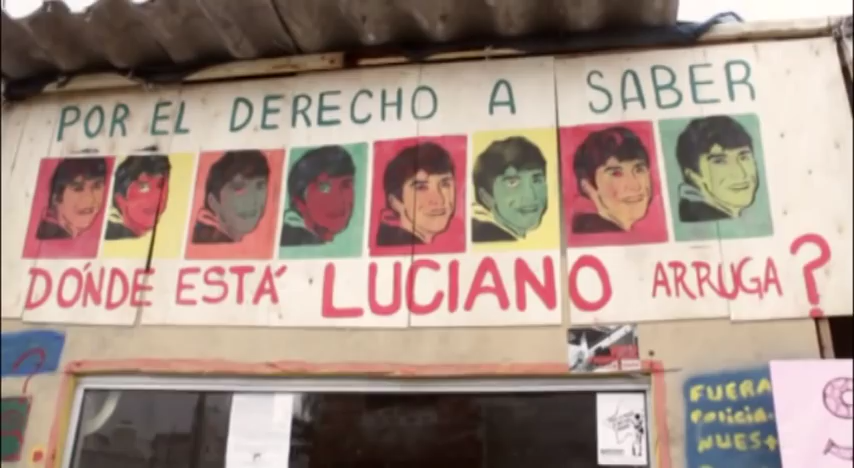 POR EL DERECHO A SABER
DÓNDE ESTÁ LUCIANO ARRUGA?
FUERA
Policia
NUES